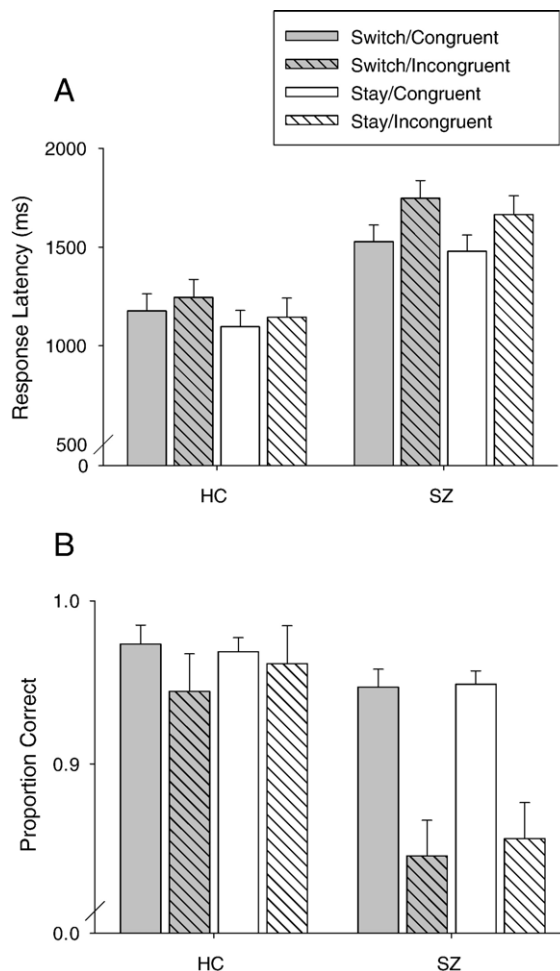 Switch/Congruent
Switch/Incongruent
Stay/Congruent
Stay/Incongruent
A
Response Latency (ms)
2000
1500
1000
500
0
HC SZ
B
Proportion Correct
1.0
0.9
0.0
HC SZ